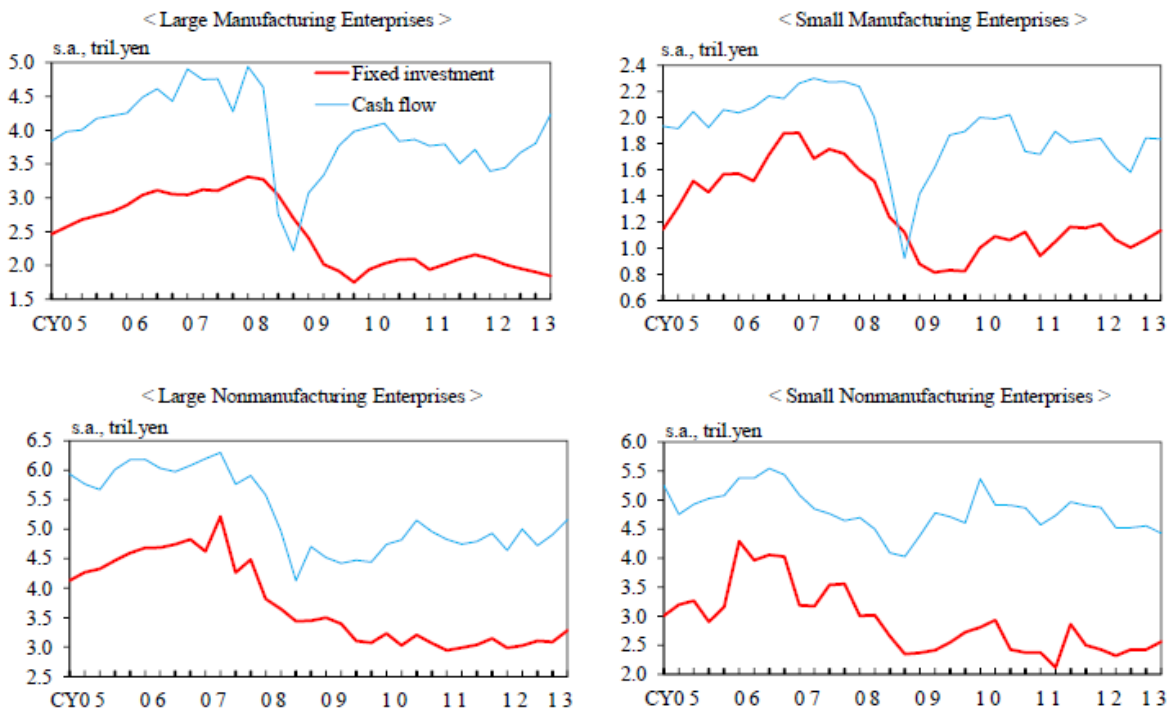 < Large Manufacturing Enterprises >
s.a., tril.yen
Fixed investment
Cash flow
5.0
4.5
4.0
3.5
3.0
2.5
2.0
1.5
CY05 06 07 08 09 10 11 12 13
< Small Manufacturing Enterprises >
s.a., tril.yen
2.4
2.2
2.0
1.8
1.6
1.4
1.2
1.0
0.8
0.6
CY05 06 07 08 09 10 11 12 13
< Large Nonmanufacturing Enterprises >
s.a., tril.yen
6.5
6.0
5.5
5.0
4.5
4.0
3.5
3.0
2.5
CY05 06 07 08 09 10 11 12 13
< Small Nonmanufacturing Enterprises >
s.a., tril.yen
6.0
5.5
5.0
4.5
4.0
3.5
3.0
2.5
2.0
CY05 06 07 08 09 10 11 12 13